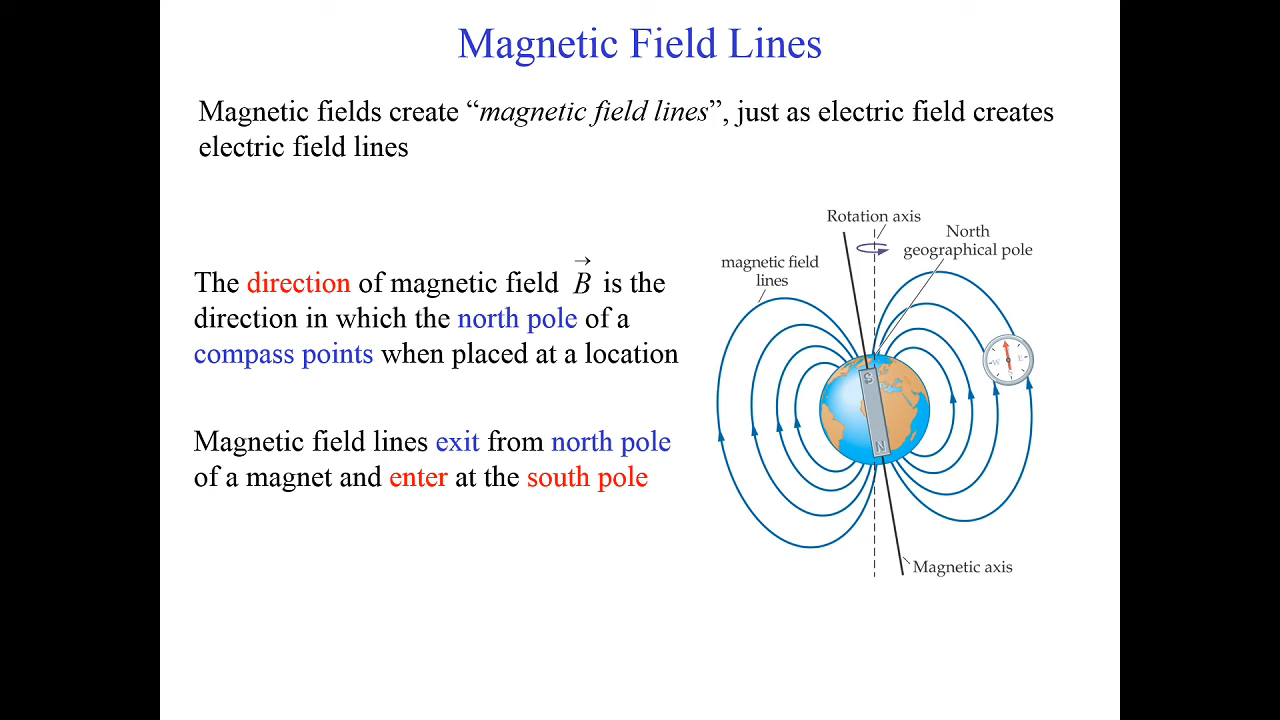 Magnetic Field Lines
Magnetic fields create “magnetic field lines”, just as electric field creates
electric field lines
Rotation axis
North
geographical pole
magnetic field
lines
The direction of magnetic field B⃗ is the
direction in which the north pole of a
compass points when placed at a location
W
E
S
S
N
Magnetic field lines exit from north pole
of a magnet and enter at the south pole
Magnetic axis